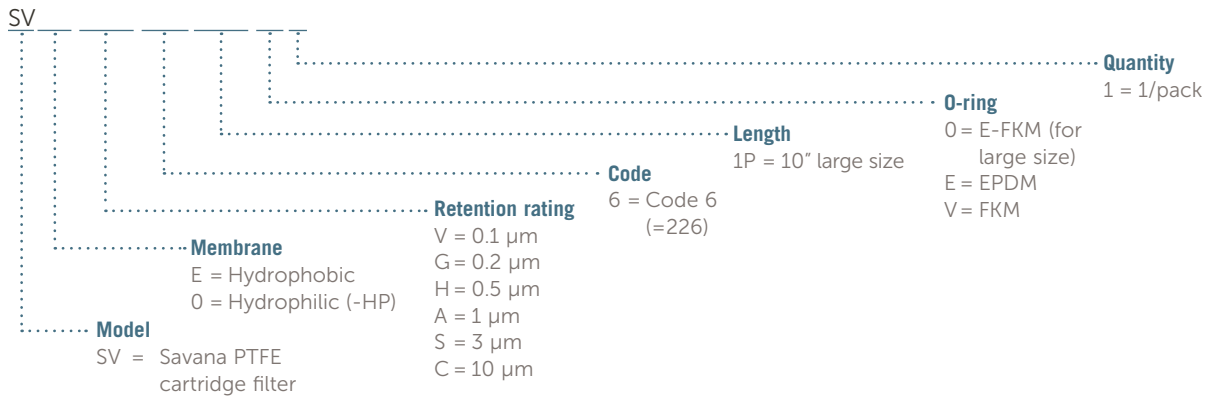 SV
Quantity
1 = 1/pack
O-ring
0 = E-FKM (for
large size)
E = EPDM
V = FKM
Length
1P = 10” large size
Code
6 = Code 6
(=226)
Retention rating
V = 0.1 µm
G = 0.2 µm
H = 0.5 µm
A = 1 µm
S = 3 µm
C = 10 µm
Membrane
E = Hydrophobic
0 = Hydrophilic (-HP)
Model
SV = Savana PTFE
cartridge filter